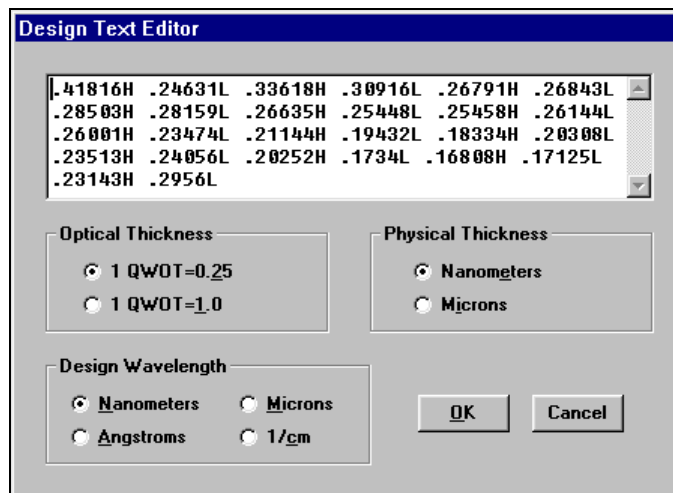 Design Text Editor
.41816H .24631L .33618H .30916L .26791H .26843L
.28503H .28159L .26635H .25448L .25458H .26144L
.26001H .23474L .21144H .19432L .18334H .20308L
.23513H .24056L .20252H .1734L .16808H .17125L
.23143H .2956L
Optical Thickness
1 QWOT=0.25
1 QWOT=1.0
Physical Thickness
Nanometers
Microns
Design Wavelength
Nanometers Microns
Angstroms 1/cm
OK Cancel